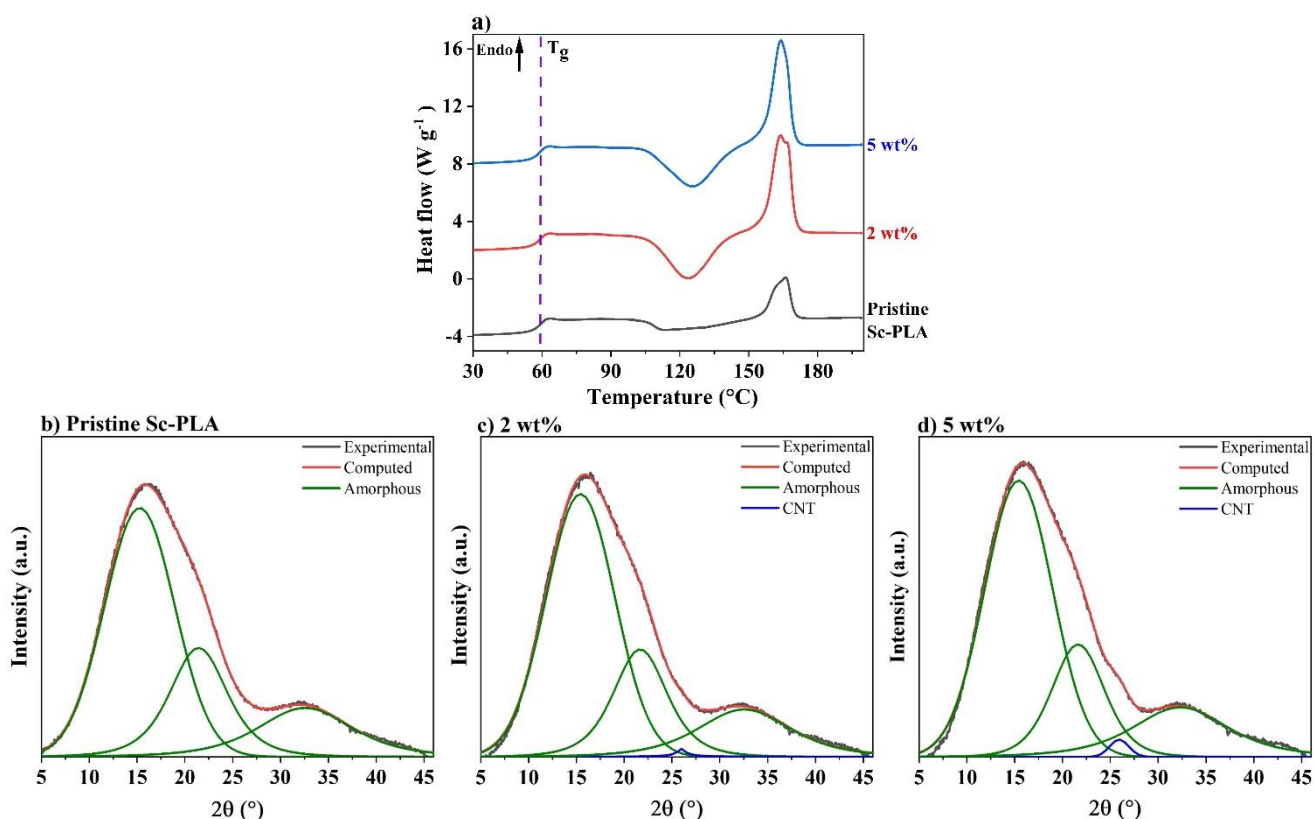 a)
Endo
Tg
16
12
8
4
0
-4
Heat flow (W g⁻¹)
5 wt%
2 wt%
Pristine
Sc-PLA
30 60 90 120 150 180
Temperature (°C)
b) Pristine Sc-PLA
Experimental
Computed
Amorphous
Intensity (a.u.)
5 10 15 20 25 30 35 40 45
2θ (°)
c) 2 wt%
Experimental
Computed
Amorphous
CNT
Intensity (a.u.)
5 10 15 20 25 30 35 40 45
2θ (°)
d) 5 wt%
Experimental
Computed
Amorphous
CNT
Intensity (a.u.)
5 10 15 20 25 30 35 40 45
2θ (°)